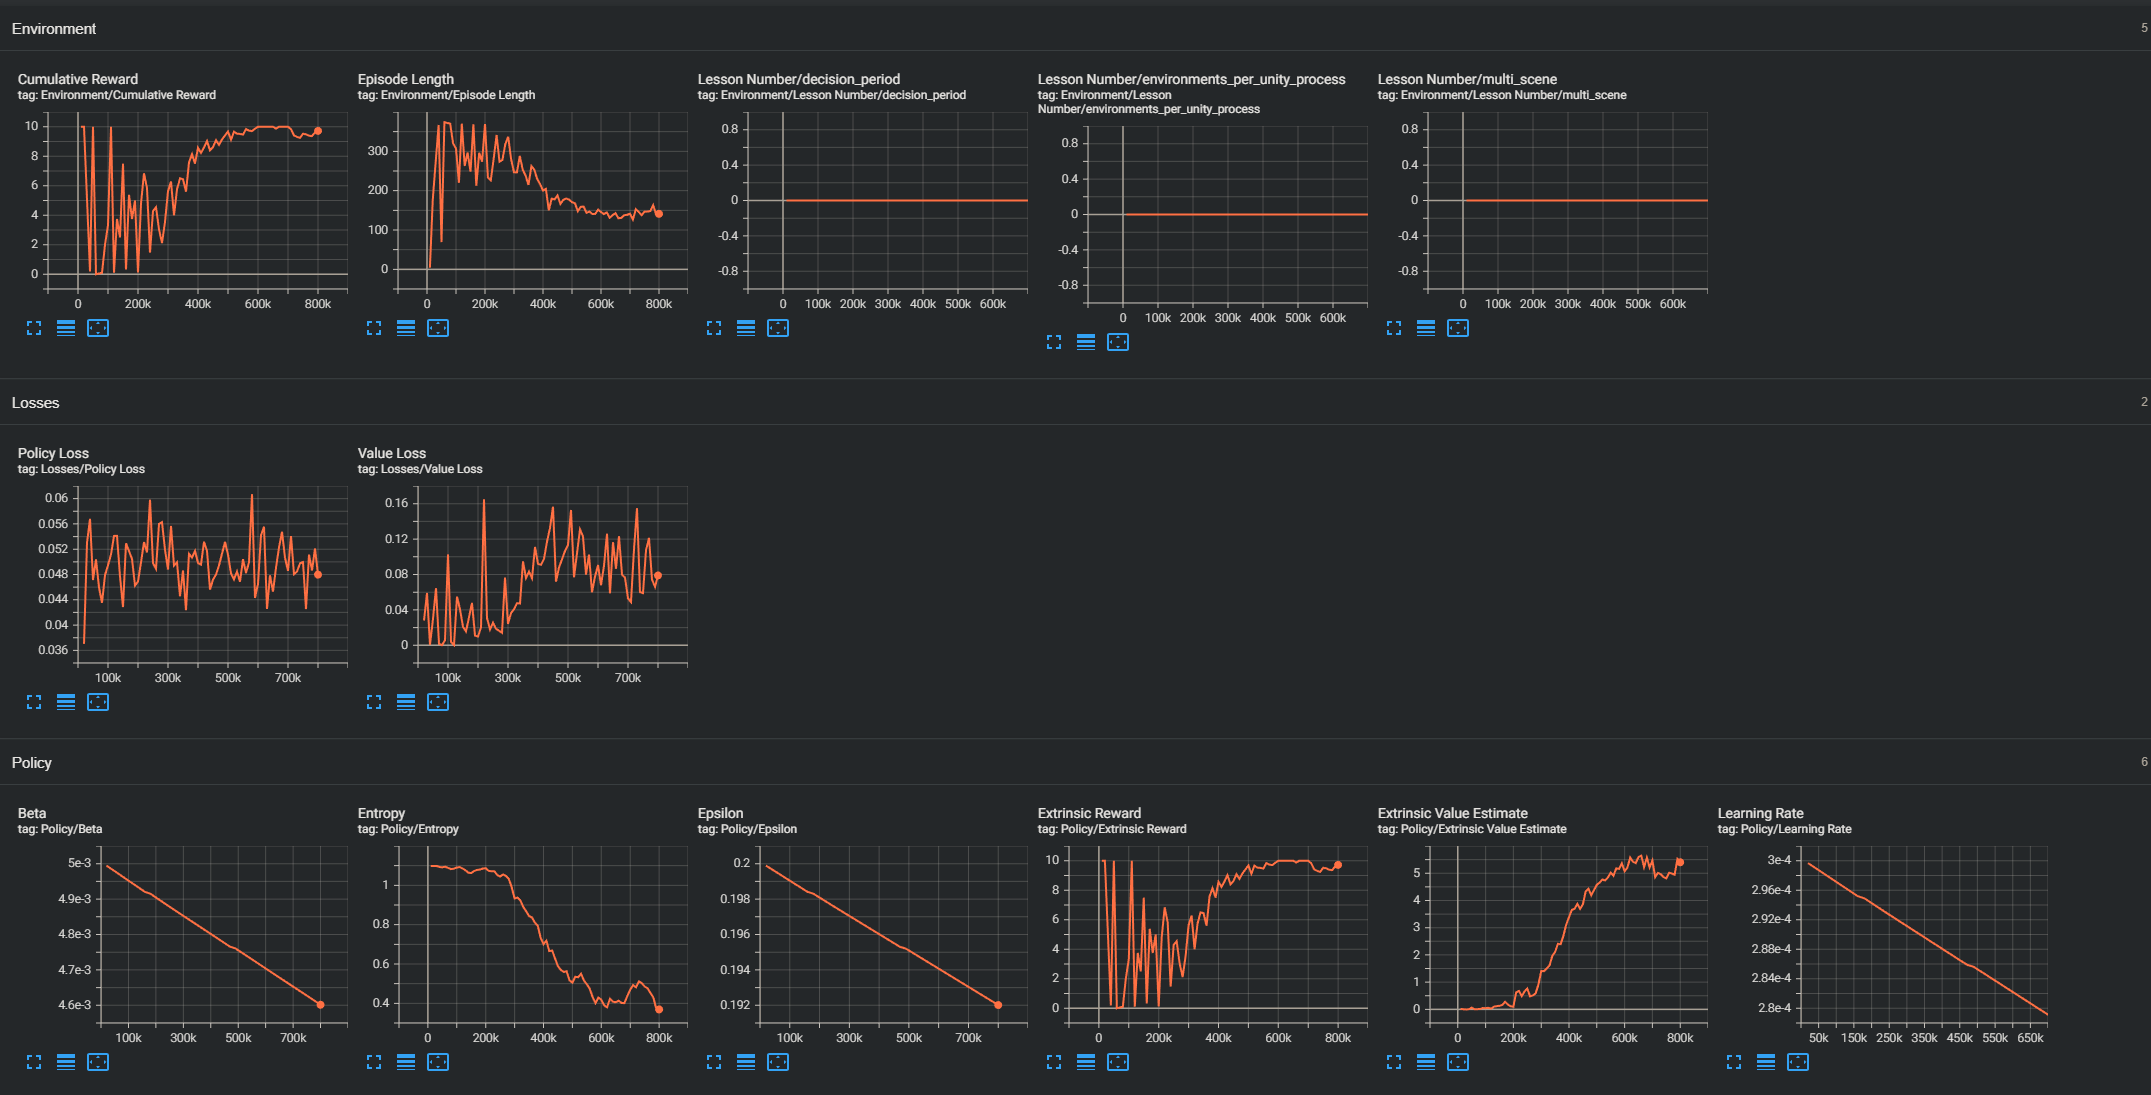 Environment
5
Cumulative Reward
tag: Environment/Cumulative Reward
10
8
6
4
2
0
0 200k 400k 600k 800k
Episode Length
tag: Environment/Episode Length
300
200
100
0
0 200k 400k 600k 800k
Lesson Number/decision_period
tag: Environment/Lesson Number/decision_period
0.8
0.4
0
-0.4
-0.8
0 100k 200k 300k 400k 500k 600k
Lesson Number/environments_per_unity_process
tag: Environment/Lesson
Number/environments_per_unity_process
0.8
0.4
0
-0.4
-0.8
0 100k 200k 300k 400k 500k 600k
Lesson Number/multi_scene
tag: Environment/Lesson Number/multi_scene
0.8
0.4
0
-0.4
-0.8
0 100k 200k 300k 400k 500k 600k
Losses
2
Policy Loss
tag: Losses/Policy Loss
0.06
0.056
0.052
0.048
0.044
0.04
0.036
100k 300k 500k 700k
Value Loss
tag: Losses/Value Loss
0.16
0.12
0.08
0.04
0
100k 300k 500k 700k
Policy
6
Beta
tag: Policy/Beta
5e-3
4.9e-3
4.8e-3
4.7e-3
4.6e-3
100k 300k 500k 700k
Entropy
tag: Policy/Entropy
1
0.8
0.6
0.4
0 200k 400k 600k 800k
Epsilon
tag: Policy/Epsilon
0.2
0.198
0.196
0.194
0.192
100k 300k 500k 700k
Extrinsic Reward
tag: Policy/Extrinsic Reward
10
8
6
4
2
0
0 200k 400k 600k 800k
Extrinsic Value Estimate
tag: Policy/Extrinsic Value Estimate
5
4
3
2
1
0
0 200k 400k 600k 800k
Learning Rate
tag: Policy/Learning Rate
3e-4
2.96e-4
2.92e-4
2.88e-4
2.84e-4
2.8e-4
50k 150k 250k 350k 450k 550k 650k